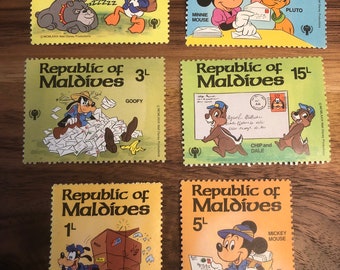 ZZZZZ
MINNIE MOUSE
PLUTO
Republic of
Maldives
3L
GOOFY
Republic of
Maldives
15L
CHIP and
DALE
Republic of
Maldives
1L
Republic of
Maldives
5L
MICKEY
MOUSE